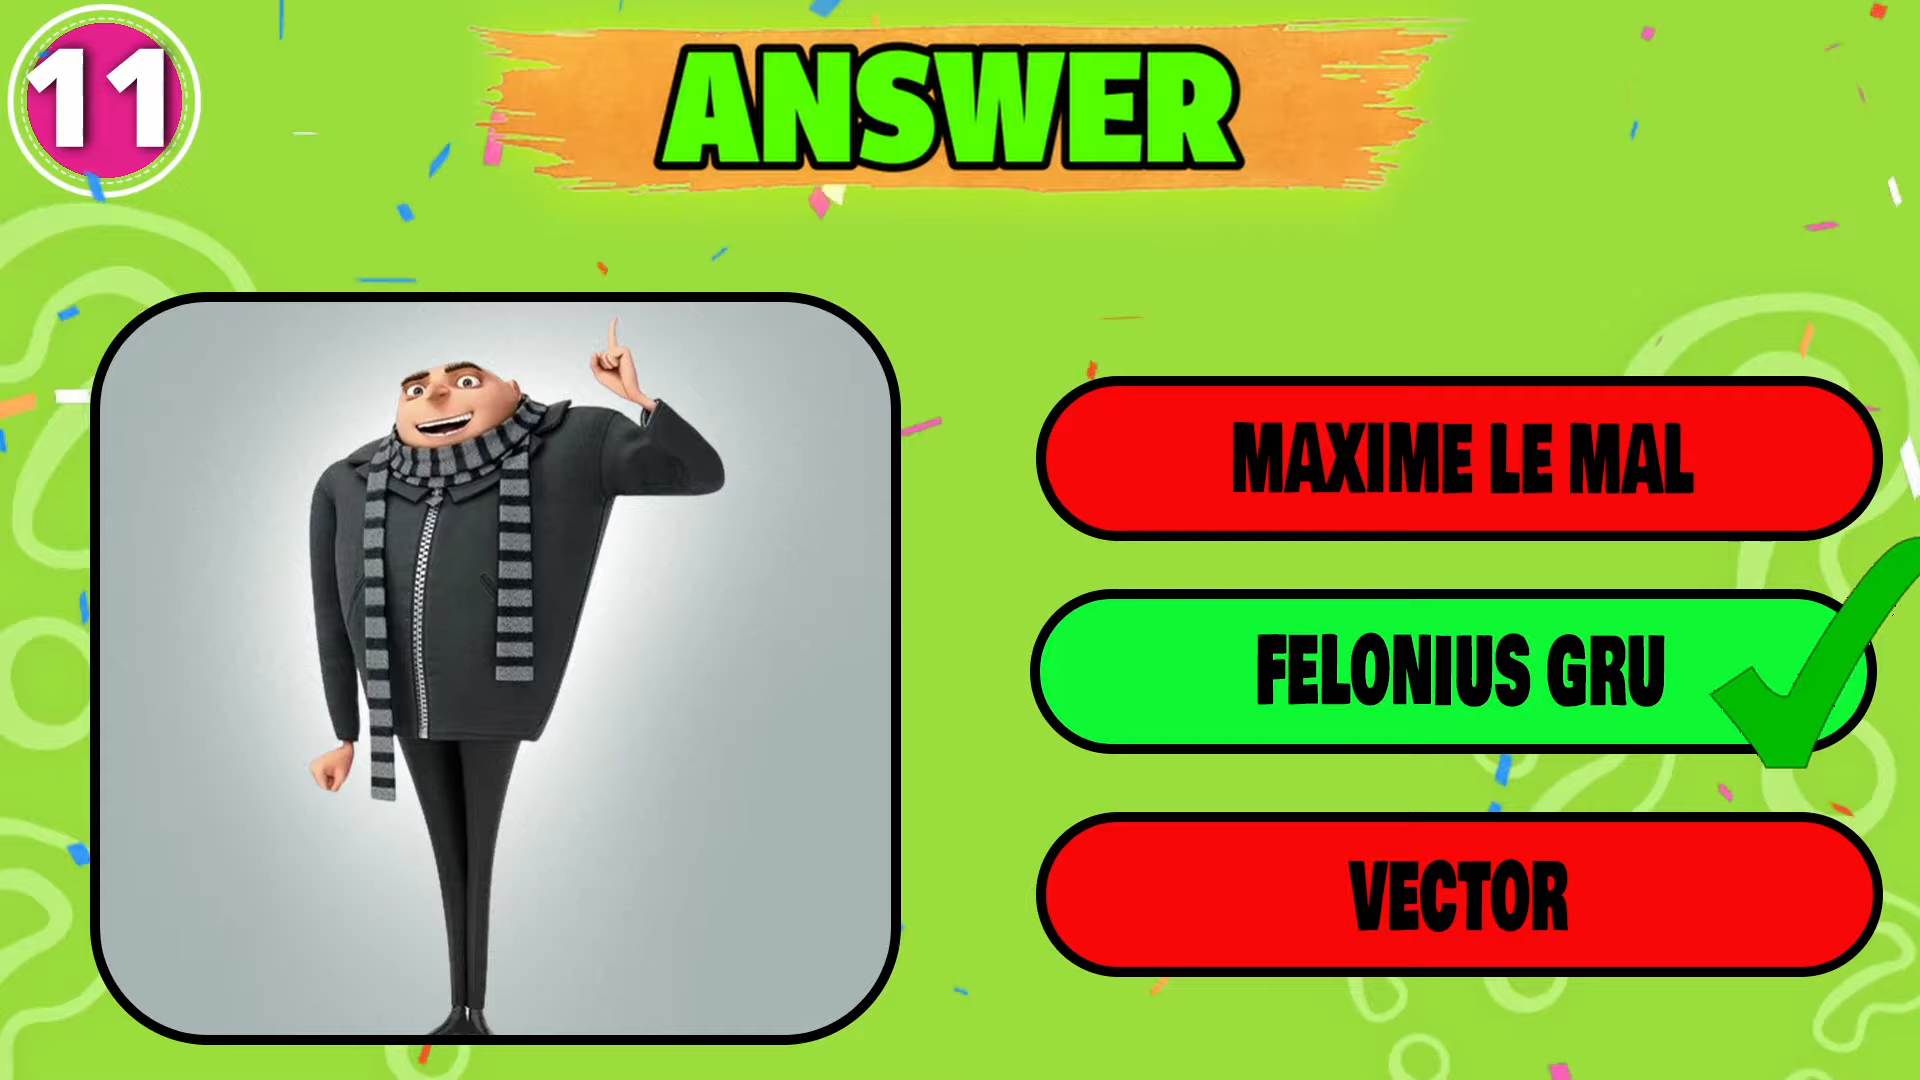 11
ANSWER
MAXIME LE MAL
FELONIUS GRU
VECTOR